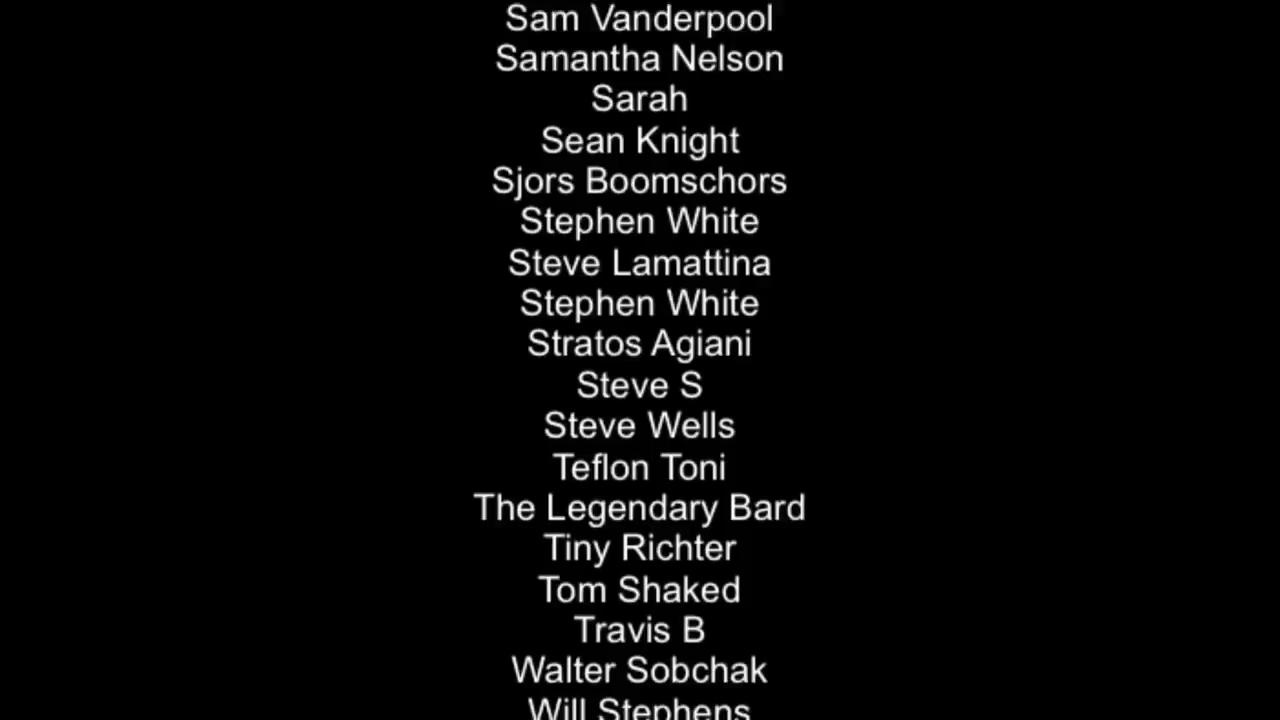 Sam Vanderpool
Samantha Nelson
Sarah
Sean Knight
Sjors Boomschors
Stephen White
Steve Lamattina
Stephen White
Stratos Agiani
Steve S
Steve Wells
Teflon Toni
The Legendary Bard
Tiny Richter
Tom Shaked
Travis B
Walter Sobchak
Will Stephens